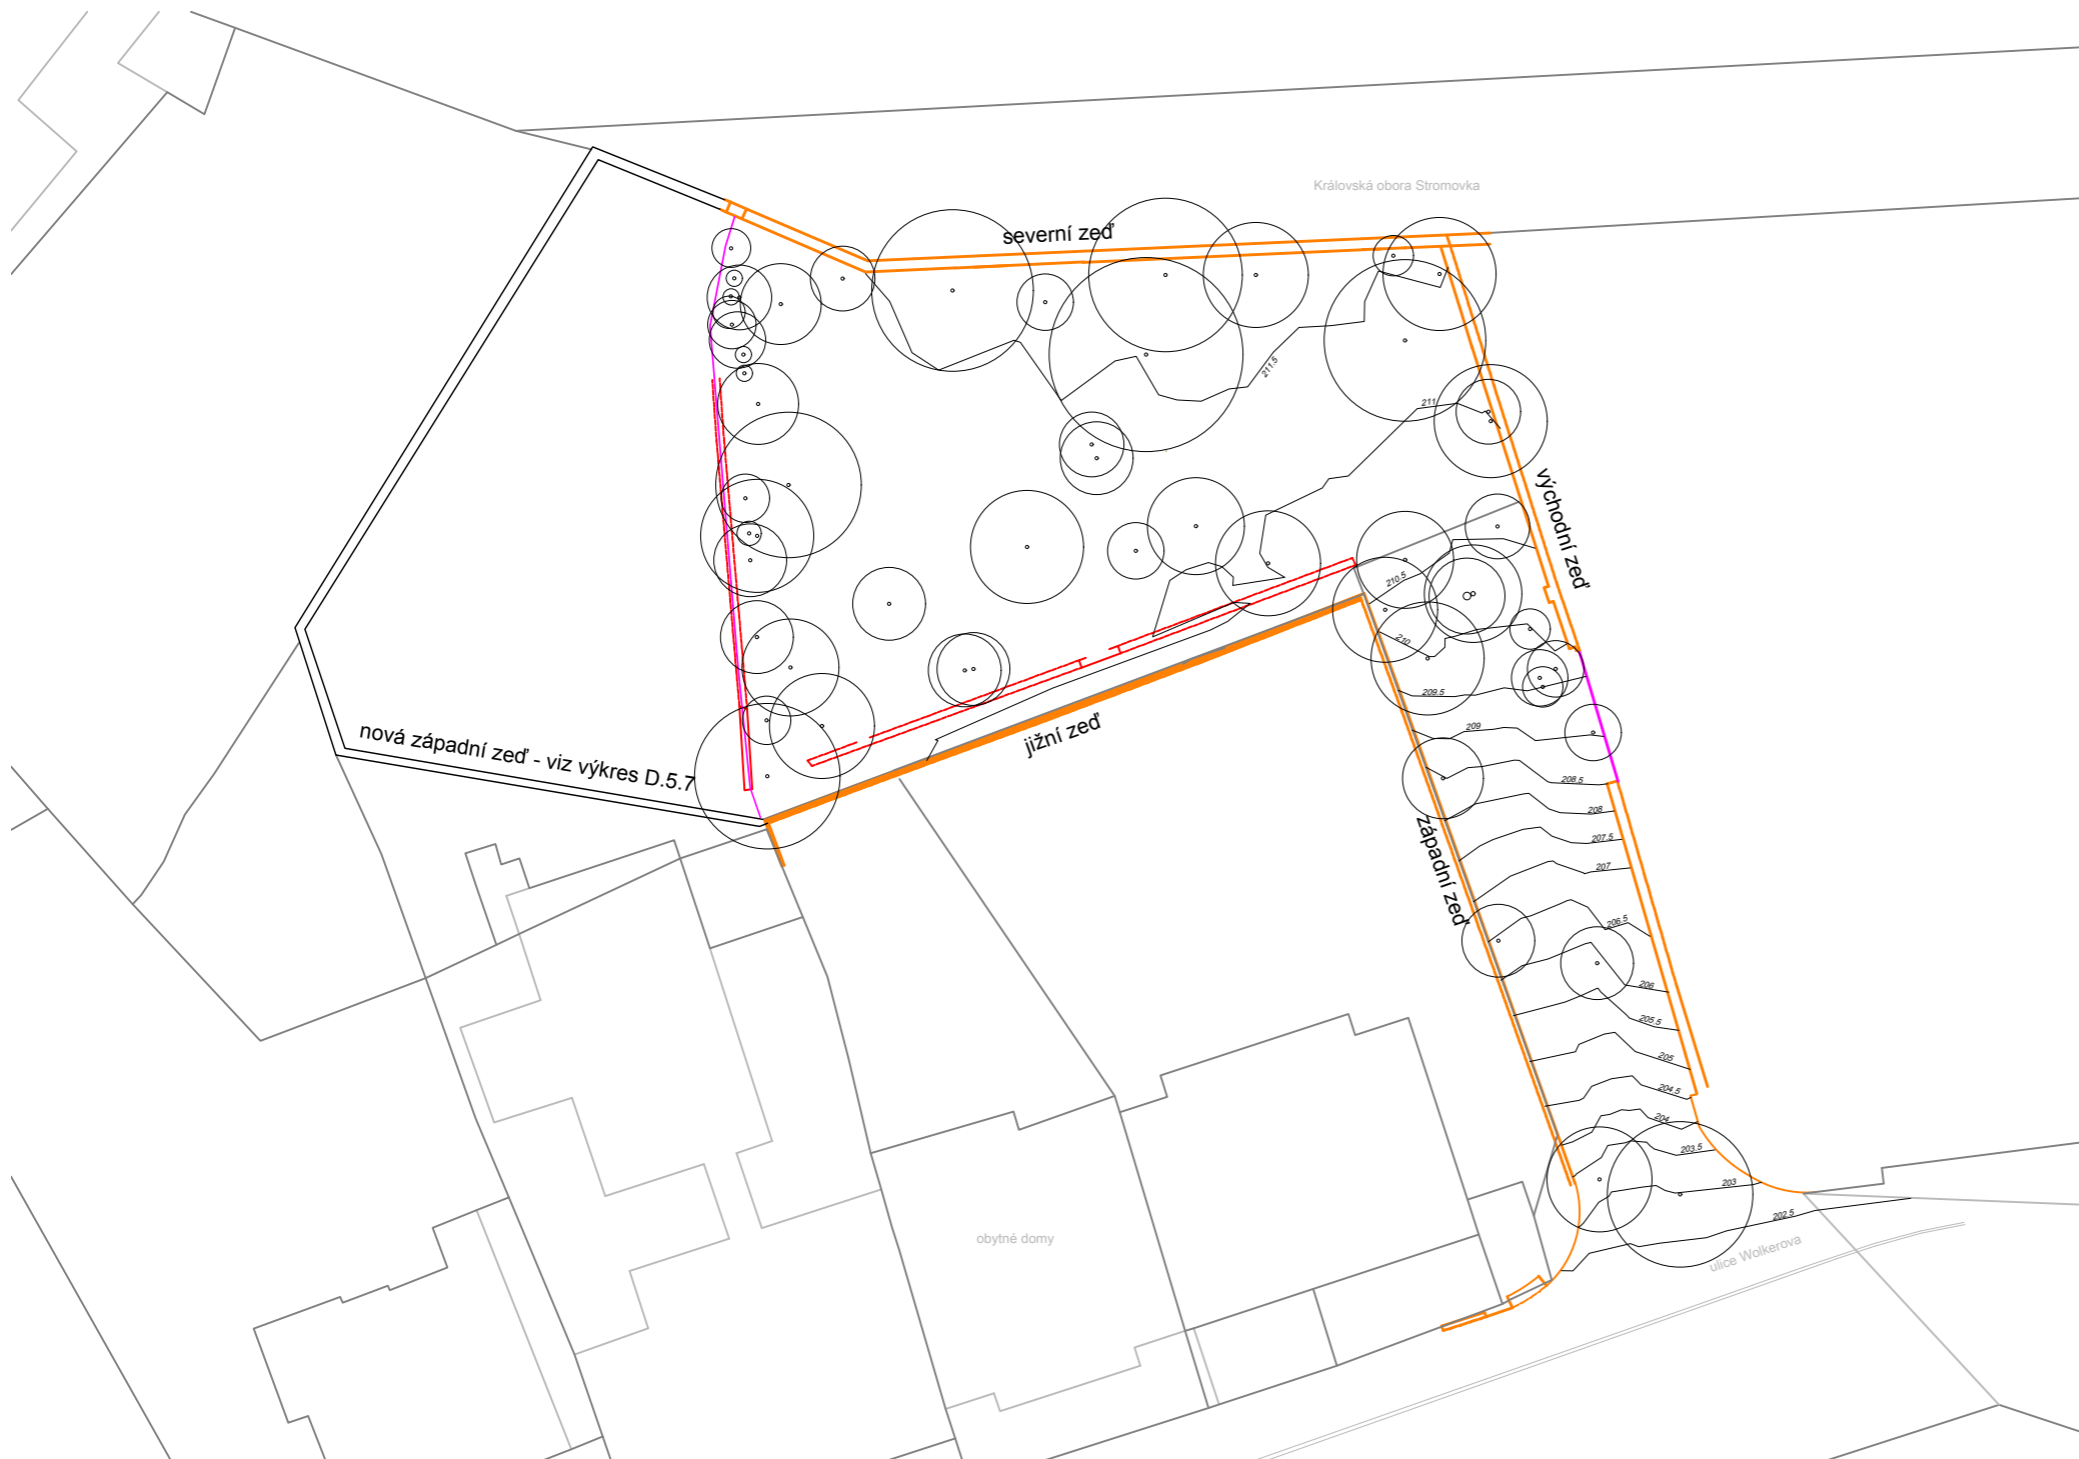 Královská obora Stromovka
severní zeď
211.5
211
východní zeď
210.5
210
209.5
209
nová západní zeď - viz výkres D.5.7
jižní zeď
208.5
208
207.5
207
západní zeď
206.5
206
205.5
205
204.5
204
203.5
203
202.5
obytné domy
ulice Wolkerova